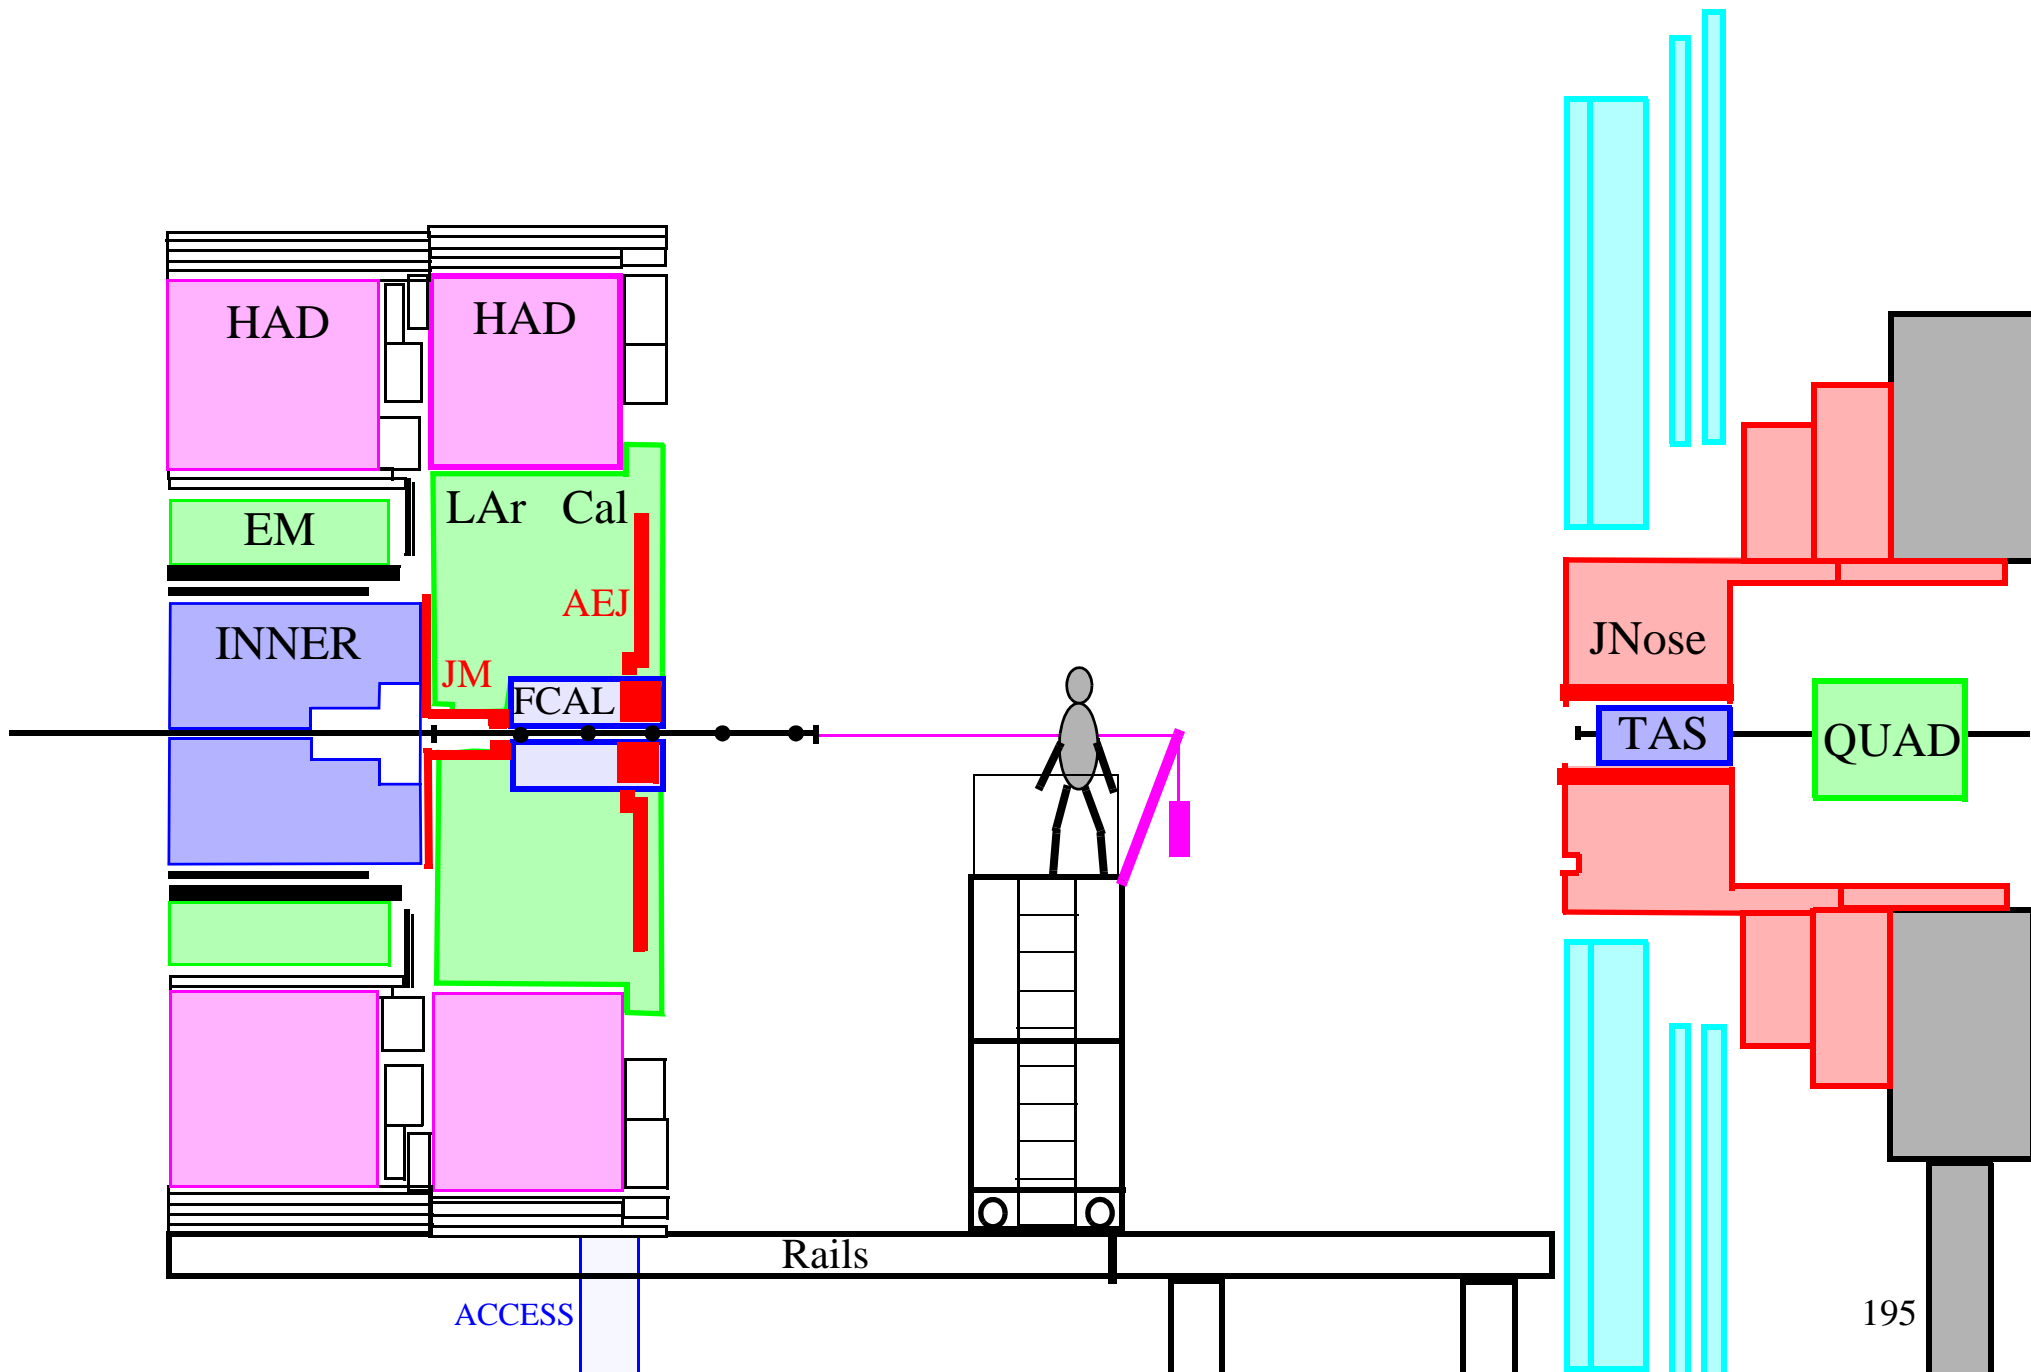 HAD
HAD
LAr Cal
EM
AEJ
INNER
JM
FCAL
JNose
TAS
QUAD
Rails
ACCESS
195